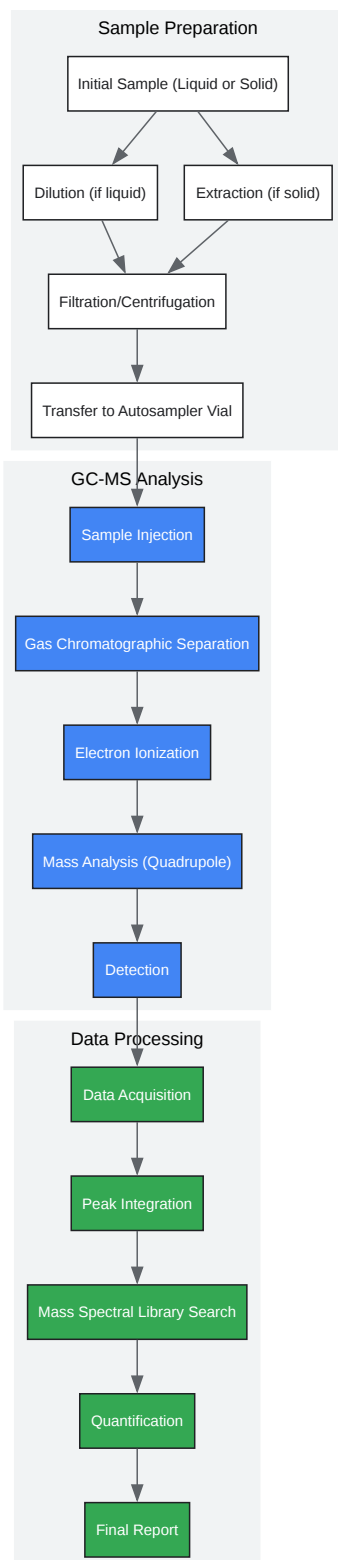 Sample Preparation
Initial Sample (Liquid or Solid)
Dilution (if liquid)
Extraction (if solid)
Filtration/Centrifugation
Transfer to Autosampler Vial
GC-MS Analysis
Sample Injection
Gas Chromatographic Separation
Electron Ionization
Mass Analysis (Quadrupole)
Detection
Data Processing
Data Acquisition
Peak Integration
Mass Spectral Library Search
Quantification
Final Report